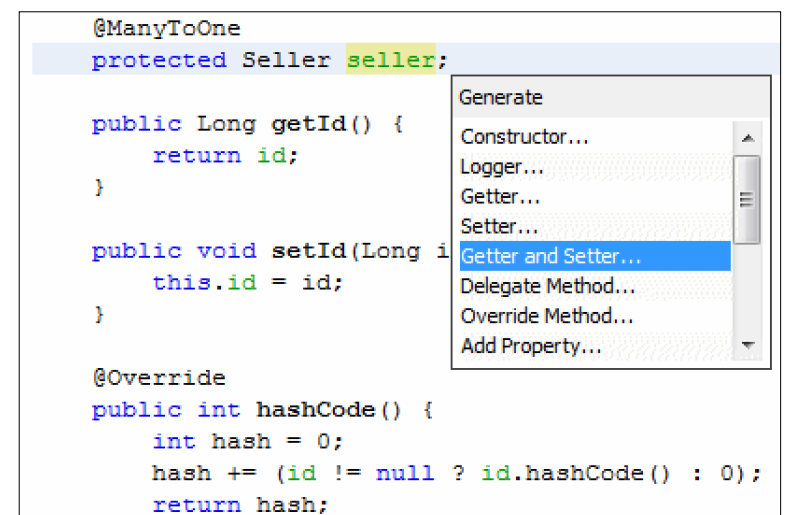 @ManyToOne
protected Seller seller;
public Long getId() {
return id;
}
public void setId(Long i
this.id = id;
}
@Override
public int hashCode() {
int hash = 0;
hash += (id != null ? id.hashCode() : 0);
return hash;
Generate
Constructor...
Logger...
Getter...
Setter...
Getter and Setter...
Delegate Method...
Override Method...
Add Property...